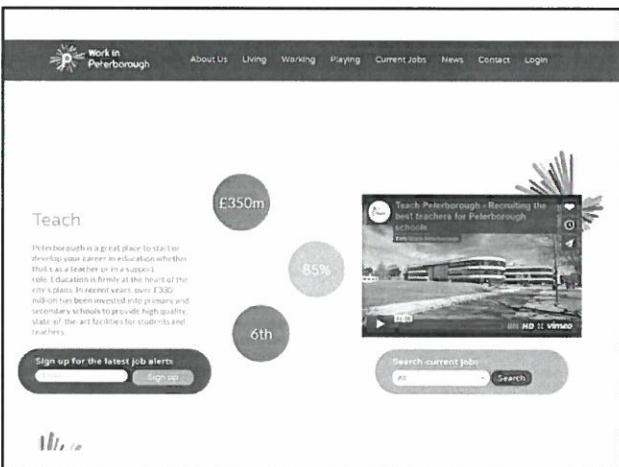 Work in
Peterborough
About Us Living Working Playing Current Jobs News Contact Login
£350m
85%
6th
Teach
Peterborough is a great place to start or
develop your career in education whether
that's as a teacher or in a support
role. Education is firmly at the heart of the
city's plans. In recent years, over £330
million has been invested into primary and
secondary schools to provide high quality,
state-of-the-art facilities for students and
teachers.
Teach Peterborough - Recruiting the
best teachers for Peterborough
schools
HD
vimeo
Sign up for the latest job alerts
Sign up
Search current jobs
All
Search